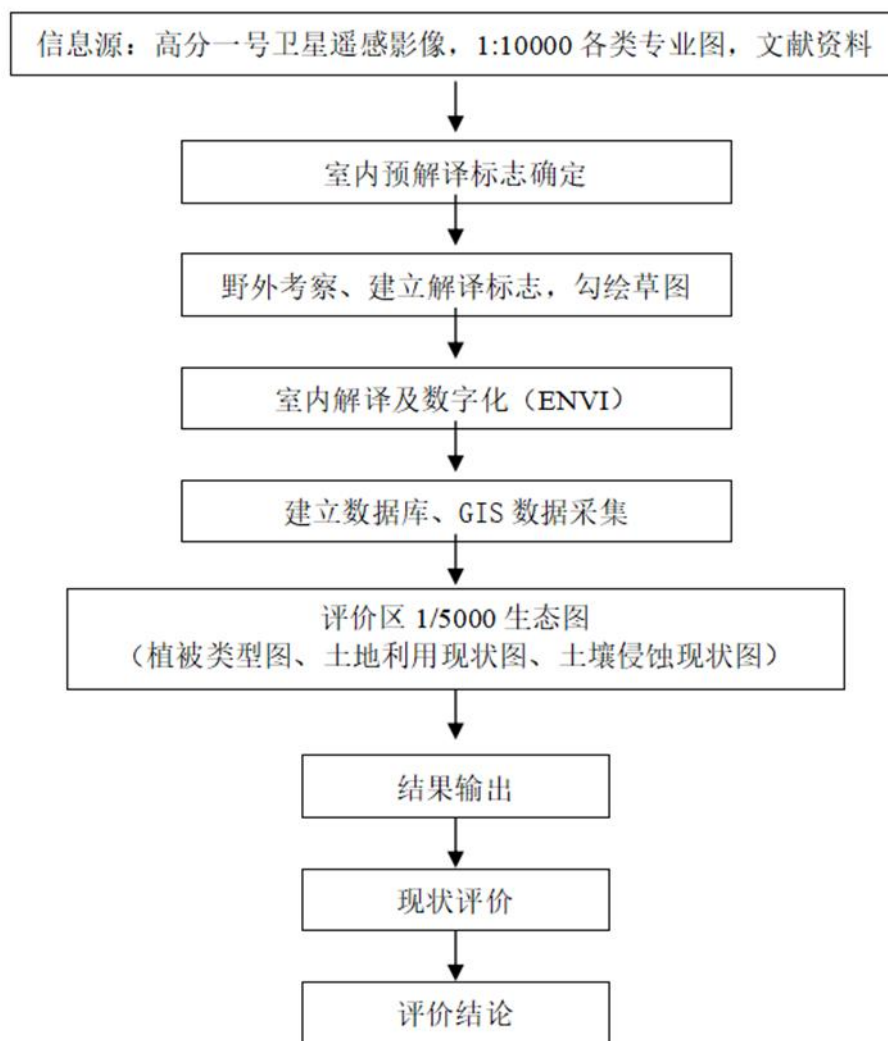 信息源：高分一号卫星遥感影像，1:10000 各类专业图，文献资料
室内预解译标志确定
野外考察、建立解译标志，勾绘草图
室内解译及数字化（ENVI）
建立数据库、GIS 数据采集
评价区 1/5000 生态图
（植被类型图、土地利用现状图、土壤侵蚀现状图）
结果输出
现状评价
评价结论